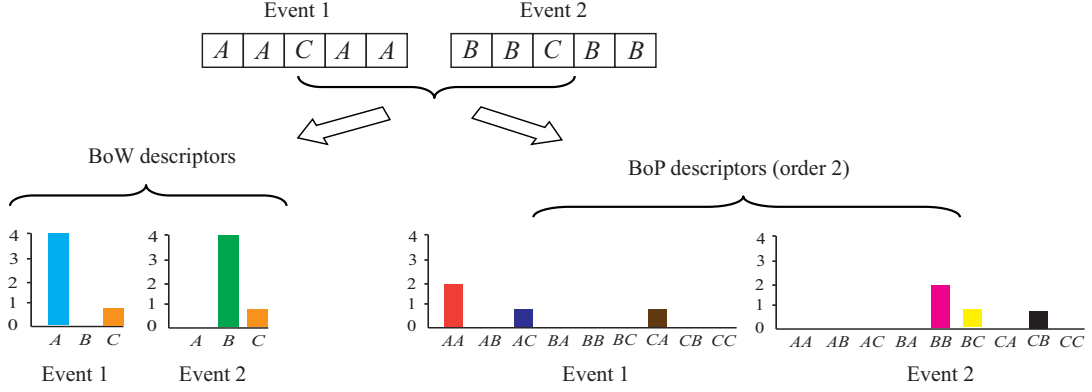 Event 1 Event 2
A A C A A B B C B B
BoW descriptors
BoP descriptors (order 2)
4 3 2 1 0
A B C
Event 1
4 3 2 1 0
A B C
Event 2
4 3 2 1 0
AA AB AC BA BB BC CA CB CC
Event 1
4 3 2 1 0
AA AB AC BA BB BC CA CB CC
Event 2